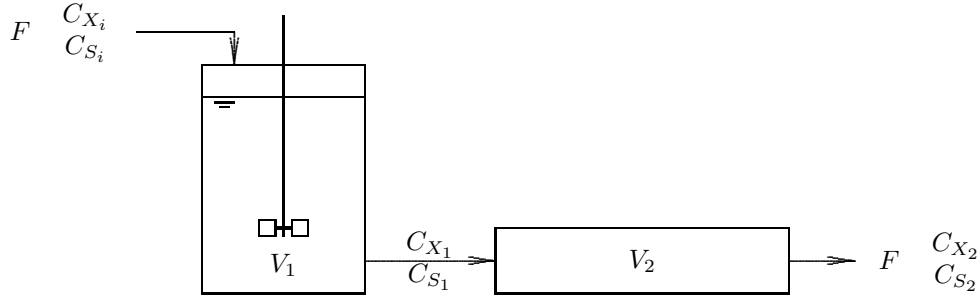 F C_{X_i}
C_{S_i}
V_1
C_{X_1}
C_{S_1}
V_2
F C_{X_2}
C_{S_2}